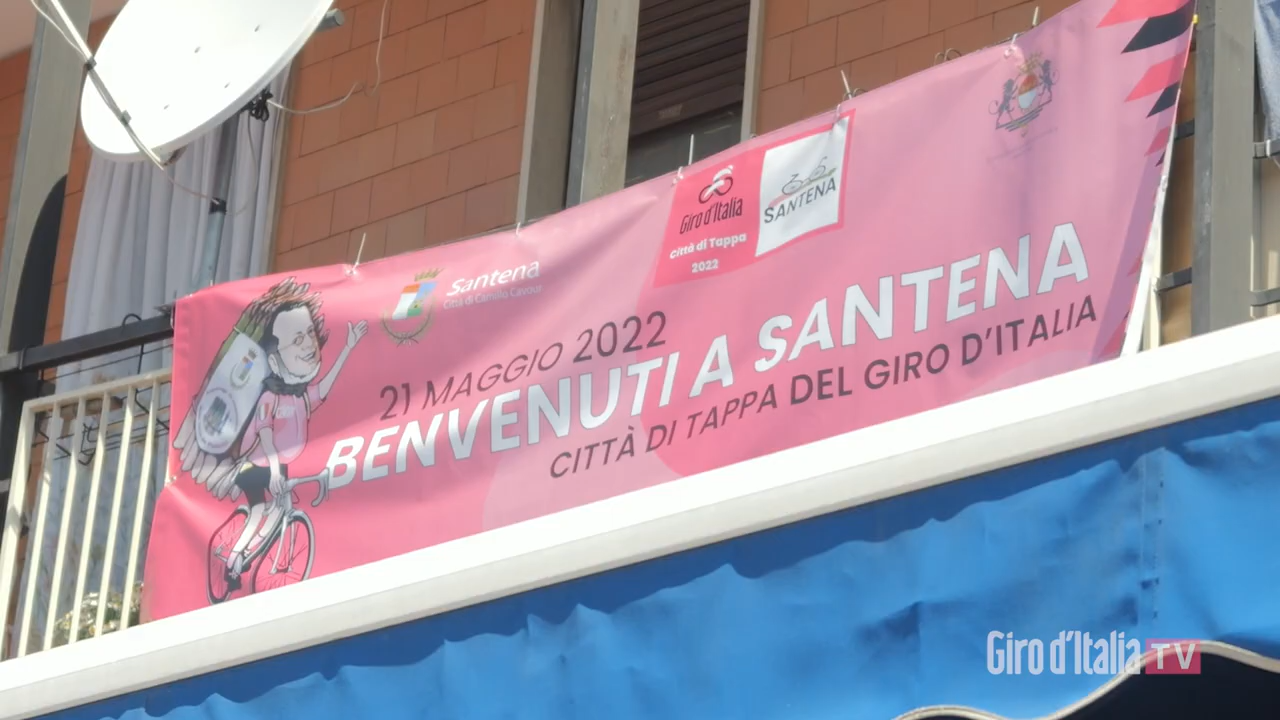 Santena
Città di Camillo Cavour
Giro d'Italia
città di Tappa
2022
SANTENA
21 MAGGIO 2022
BENVENUTI A SANTENA
CITTÀ DI TAPPA DEL GIRO D'ITALIA
Giro d'Italia TV